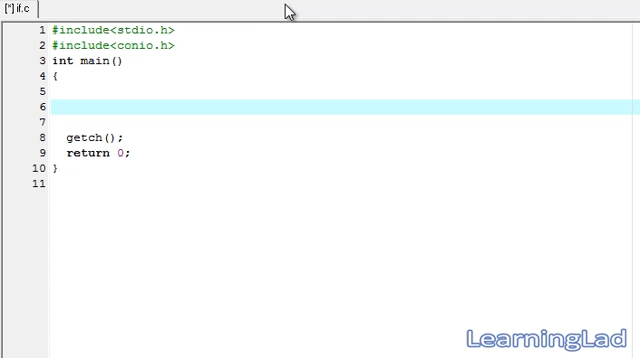 [*] if.c
1 #include<stdio.h>
2 #include<conio.h>
3 int main()
4 {
5
6
7
8 getch();
9 return 0;
10 }
11
LearningLad